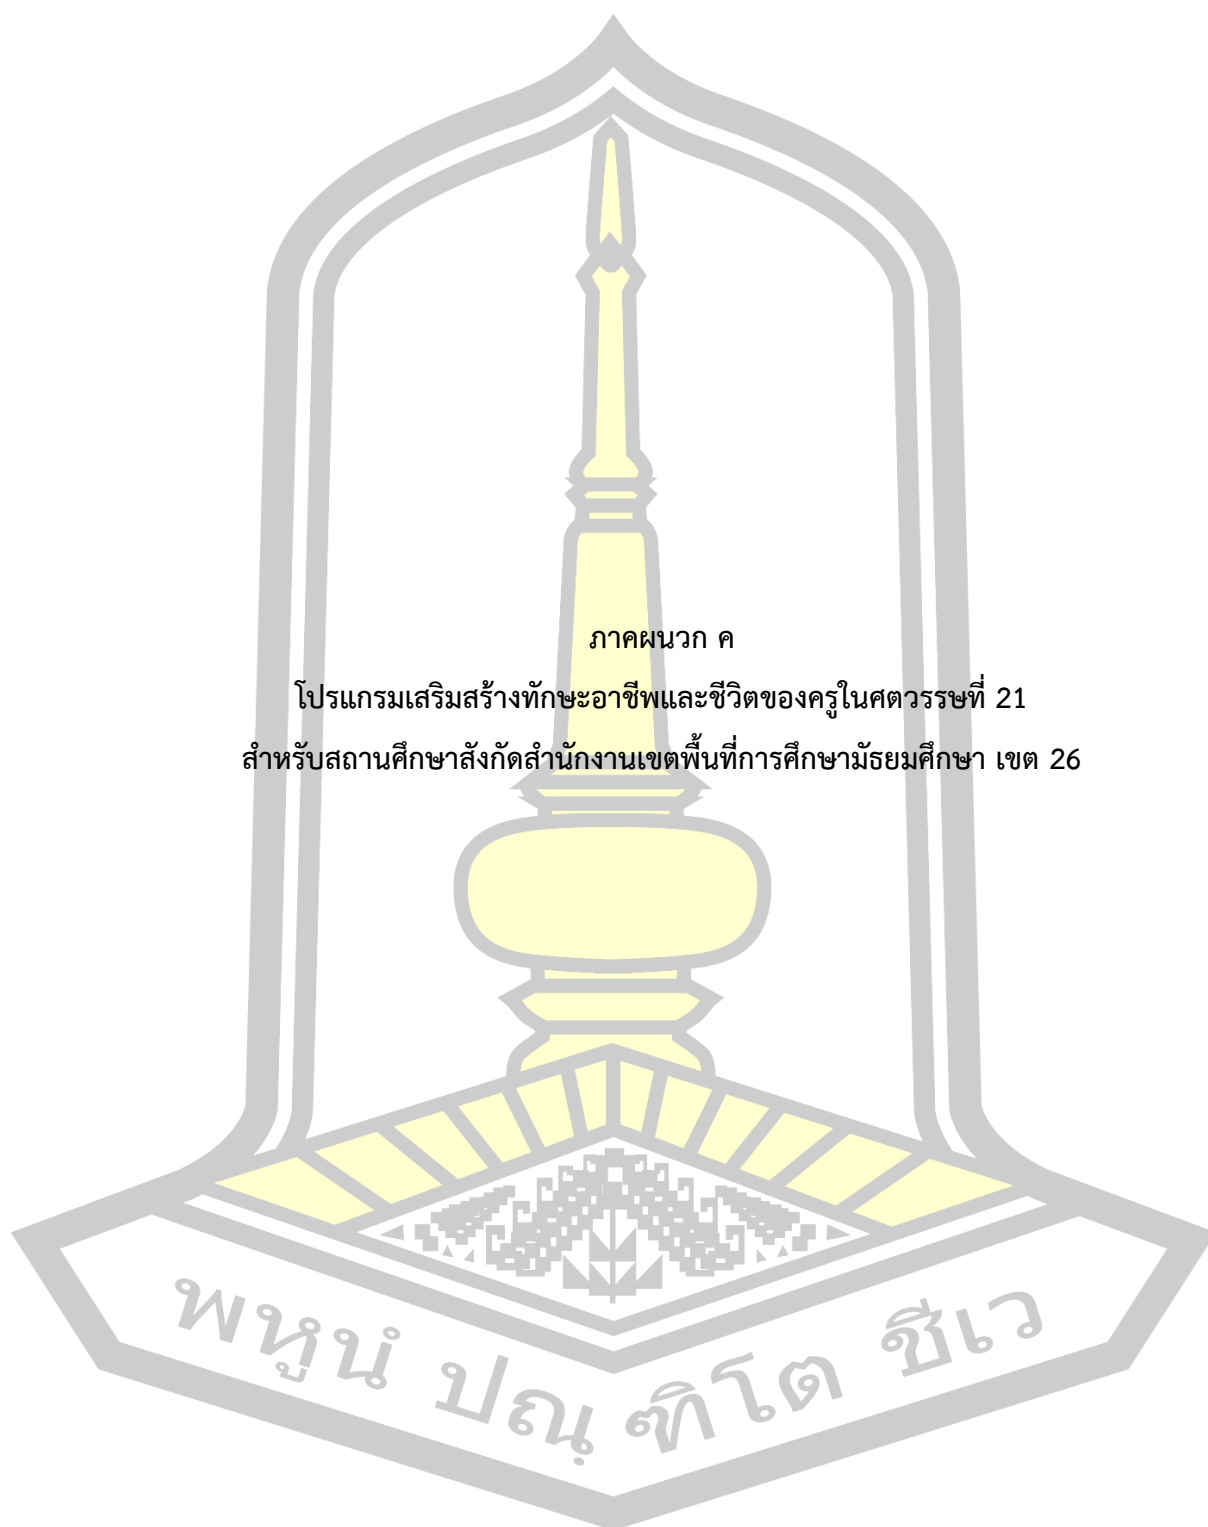 ภาคผนวก ค
โปรแกรมเสริมสร้างทักษะอาชีพและชีวิตของครูในศตวรรษที่ 21
สำหรับสถานศึกษาสังกัดสำนักงานเขตพื้นที่การศึกษามัธยมศึกษา เขต 26
พหูนํ ปณฺฑิโต ชีเว